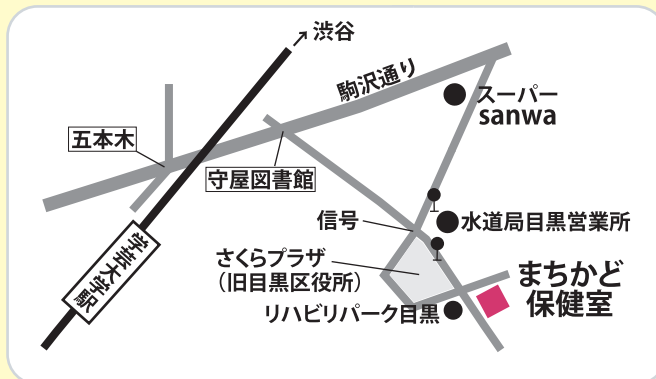 渋谷
駒沢通り
スーパー
sanwa
五本木
守屋図書館
信号
水道局目黒営業所
さくらプラザ
（旧目黒区役所）
学芸大学駅
まちかど
保健室
リハビリパーク目黒